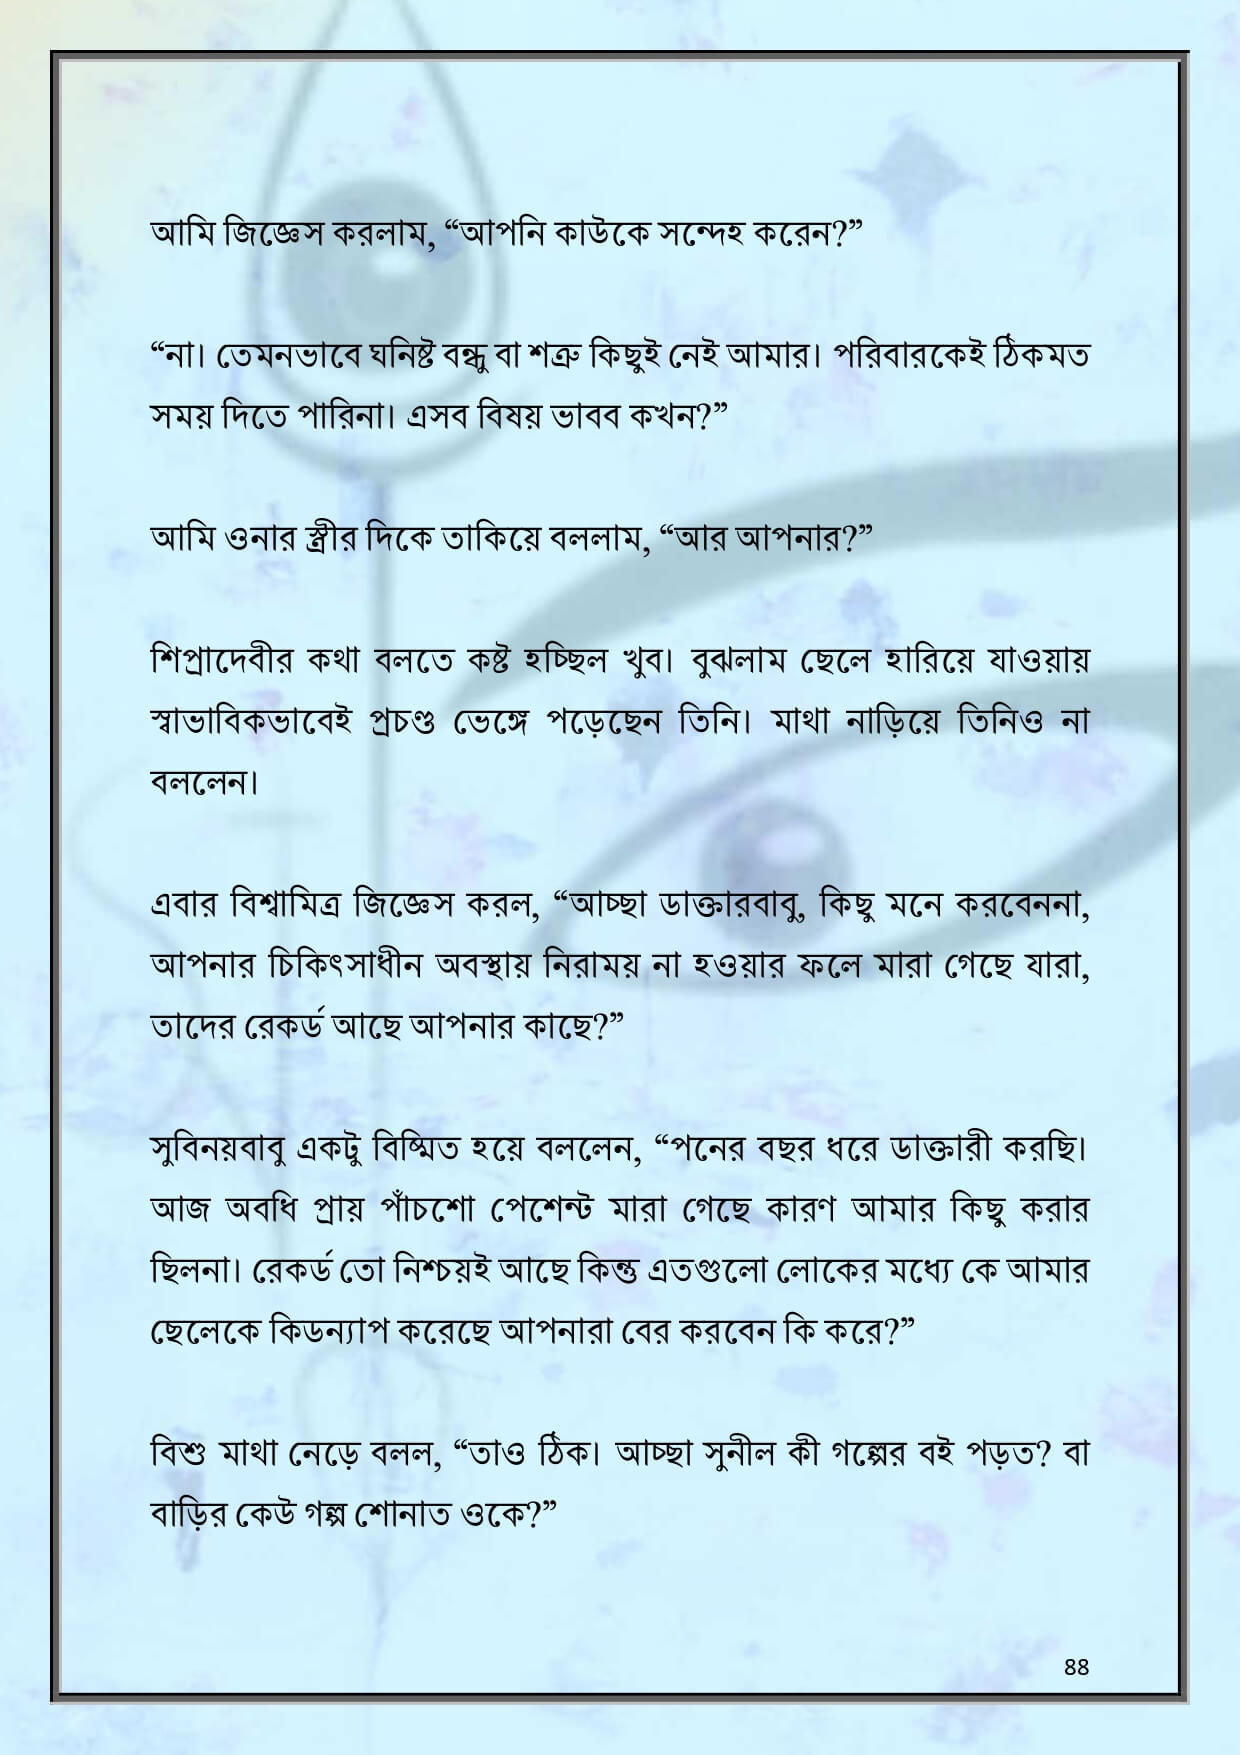 আমি জিজ্ঞেস করলাম, “আপনি কাউকে সন্দেহ করেন?”
“না। তেমনভাবে ঘনিষ্ট বন্ধু বা শত্রু কিছুই নেই আমার। পরিবারকেই ঠিকমত
সময় দিতে পারিনা। এসব বিষয় ভাবব কখন?”
আমি ওনার স্ত্রীর দিকে তাকিয়ে বললাম, “আর আপনার?”
শিপ্রাদেবীর কথা বলতে কষ্ট হচ্ছিল খুব। বুঝলাম ছেলে হারিয়ে যাওয়ায়
স্বাভাবিকভাবেই প্রচণ্ড ভেঙ্গে পড়েছেন তিনি। মাথা নাড়িয়ে তিনিও না
বললেন।
এবার বিশ্বামিত্র জিজ্ঞেস করল, “আচ্ছা ডাক্তারবাবু, কিছু মনে করবেননা,
আপনার চিকিৎসাধীন অবস্থায় নিরাময় না হওয়ার ফলে মারা গেছে যারা,
তাদের রেকর্ড আছে আপনার কাছে?”
সুবিনয়বাবু একটু বিষ্মিত হয়ে বললেন, “পনের বছর ধরে ডাক্তারী করছি।
আজ অবধি প্রায় পাঁচশো পেশেন্ট মারা গেছে কারণ আমার কিছু করার
ছিলনা। রেকর্ড তো নিশ্চয়ই আছে কিন্তু এতগুলো লোকের মধ্যে কে আমার
ছেলেকে কিডন্যাপ করেছে আপনারা বের করবেন কি করে?”
বিশু মাথা নেড়ে বলল, “তাও ঠিক। আচ্ছা সুনীল কী গল্পের বই পড়ত? বা
বাড়ির কেউ গল্প শোনাত ওকে?”
88